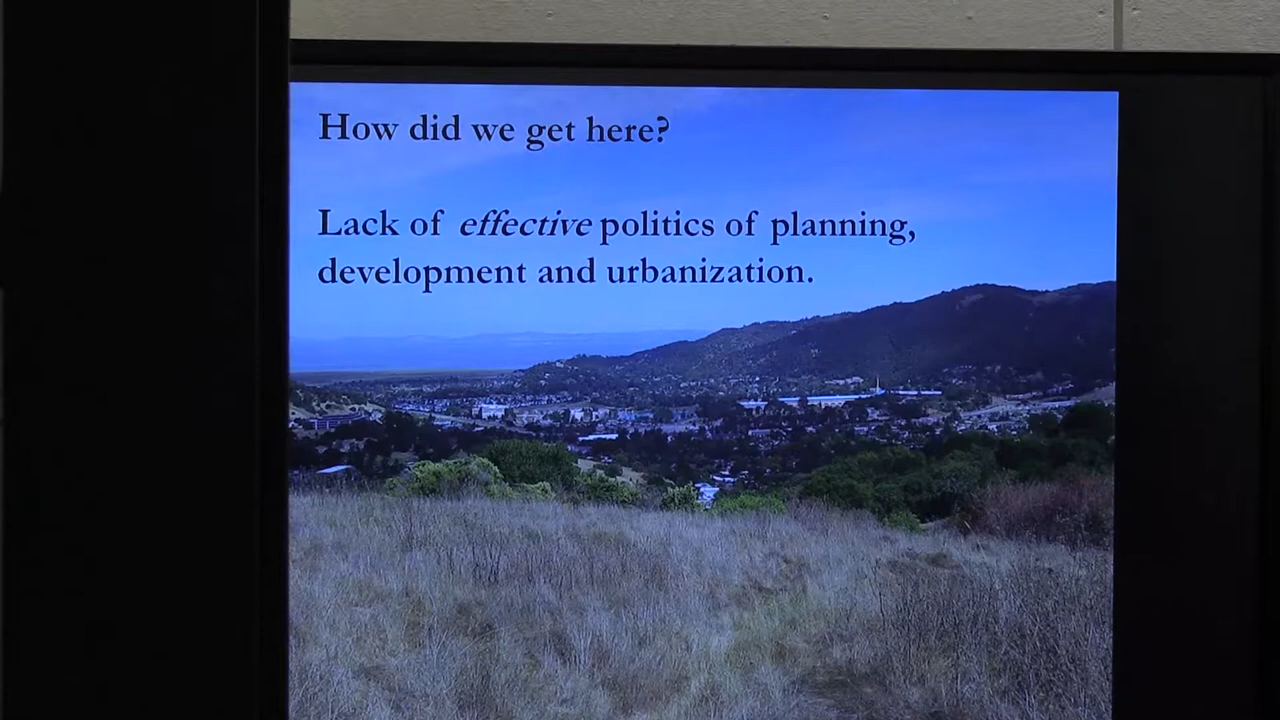 How did we get here?
Lack of effective politics of planning,
development and urbanization.